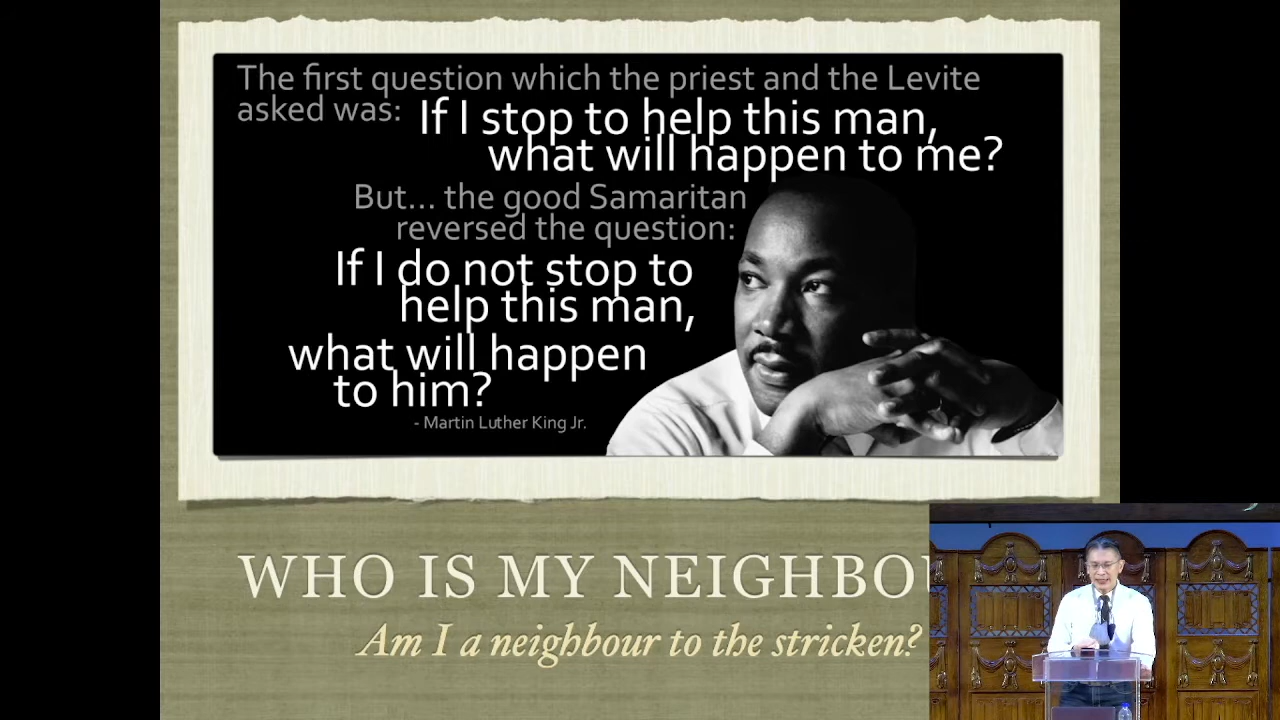 The first question which the priest and the Levite
asked was: If I stop to help this man,
what will happen to me?
But... the good Samaritan
reversed the question:
If I do not stop to
help this man,
what will happen
to him?
- Martin Luther King Jr.
WHO IS MY NEIGHBOU
Am I a neighbour to the stricken?